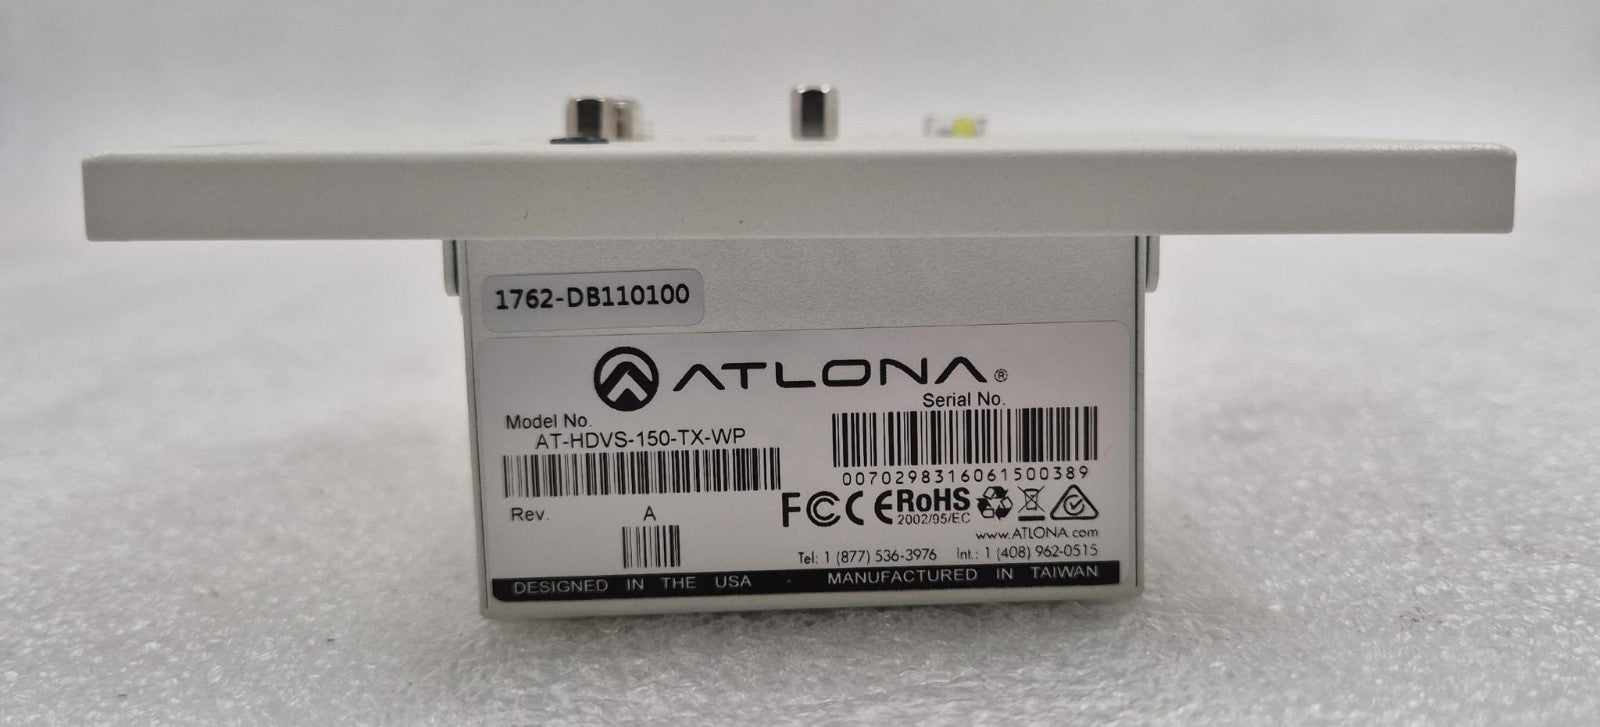 1762-DB110100
ATLONA®
Serial No.
Model No.
AT-HDVS-150-TX-WP
0070298316061500389
Rev. A
FC CE RoHS
2002/95/EC
www.ATLONA.com
Tel: 1 (877) 536-3976 Int.: 1 (408) 962-0515
DESIGNED IN THE USA - MANUFACTURED IN TAIWAN